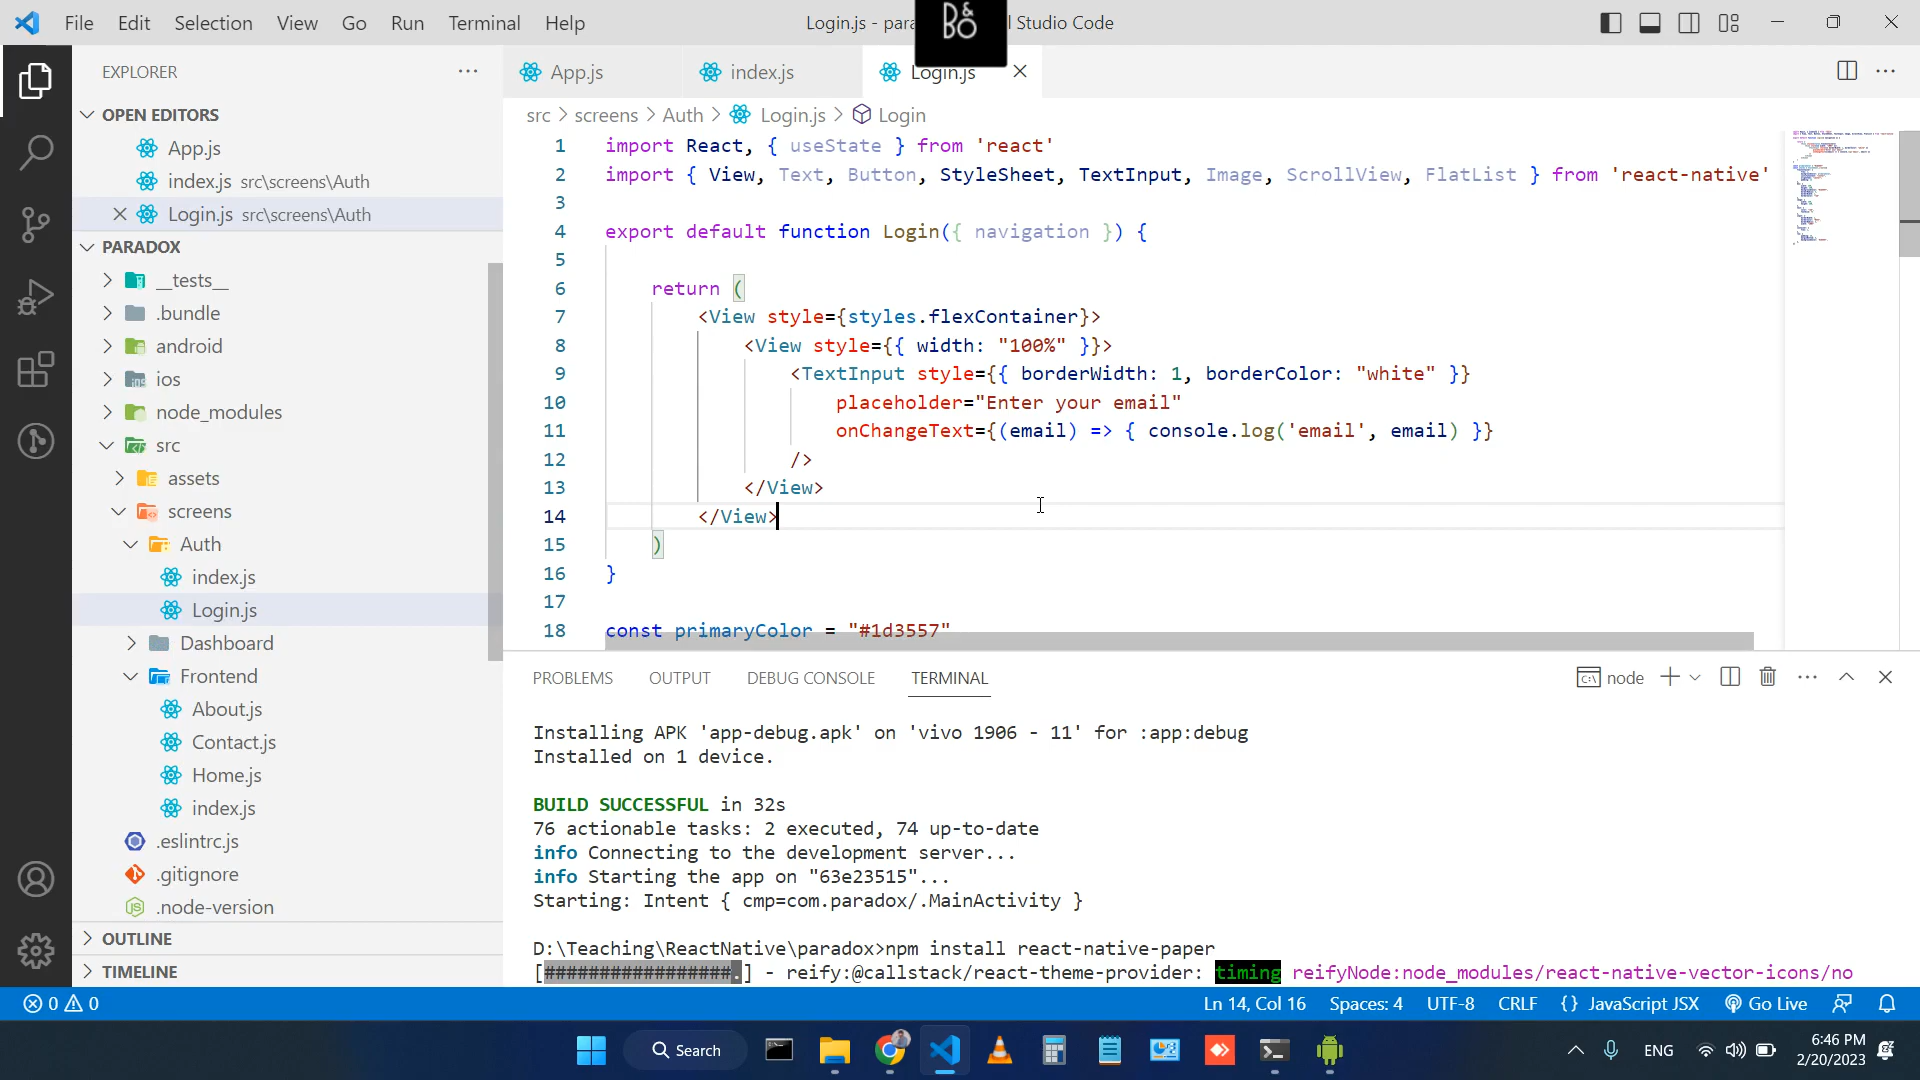 File Edit Selection View Go Run Terminal Help
Login.js - para
l Studio Code
B&O
EXPLORER
OPEN EDITORS
App.js
index.js src\screens\Auth
Login.js src\screens\Auth
PARADOX
__tests__
.bundle
android
ios
node_modules
src
assets
screens
Auth
index.js
Login.js
Dashboard
Frontend
About.js
Contact.js
Home.js
index.js
.eslintrc.js
.gitignore
.node-version
OUTLINE
TIMELINE
App.js index.js Login.js
src > screens > Auth > Login.js > Login
1 import React, { useState } from 'react'
2 import { View, Text, Button, StyleSheet, TextInput, Image, ScrollView, FlatList } from 'react-native'
3
4 export default function Login({ navigation }) {
5
6 return (
7 <View style={styles.flexContainer}>
8 <View style={{ width: "100%" }}>
9 <TextInput style={{ borderWidth: 1, borderColor: "white" }}
10 placeholder="Enter your email"
11 onChangeText={(email) => { console.log('email', email) }}
12 />
13 </View>
14 </View>
15 )
16 }
17
18 const primaryColor = "#1d3557"
PROBLEMS OUTPUT DEBUG CONSOLE TERMINAL
node
Installing APK 'app-debug.apk' on 'vivo 1906 - 11' for :app:debug
Installed on 1 device.
BUILD SUCCESSFUL in 32s
76 actionable tasks: 2 executed, 74 up-to-date
info Connecting to the development server...
info Starting the app on "63e23515"...
Starting: Intent { cmp=com.paradox/.MainActivity }
D:\Teaching\ReactNative\paradox>npm install react-native-paper
[#################.] - reify:@callstack/react-theme-provider: timing reifyNode:node_modules/react-native-vector-icons/no
0 0
Ln 14, Col 16 Spaces: 4 UTF-8 CRLF {} JavaScript JSX Go Live
Search
ENG
6:46 PM
2/20/2023